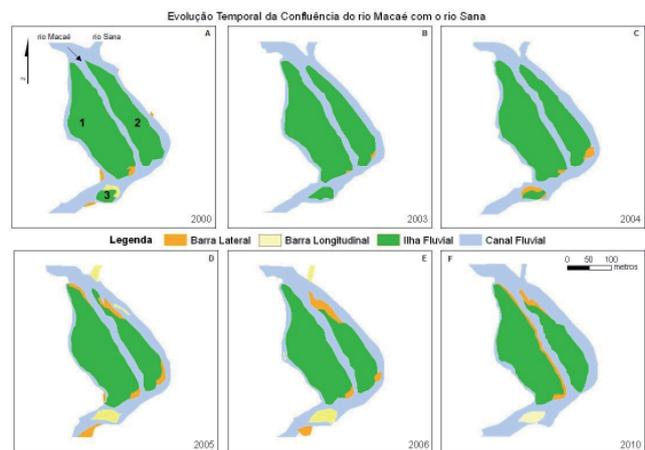 Evolução Temporal da Confluência do rio Macaé com o rio Sana
rio Macaé rio Sana A
N
1 2
3
2000
B
2003
C
2004
Legenda Barra Lateral Barra Longitudinal Ilha Fluvial Canal Fluvial
D
2005
E
2006
F
0 50 100
metros
2010